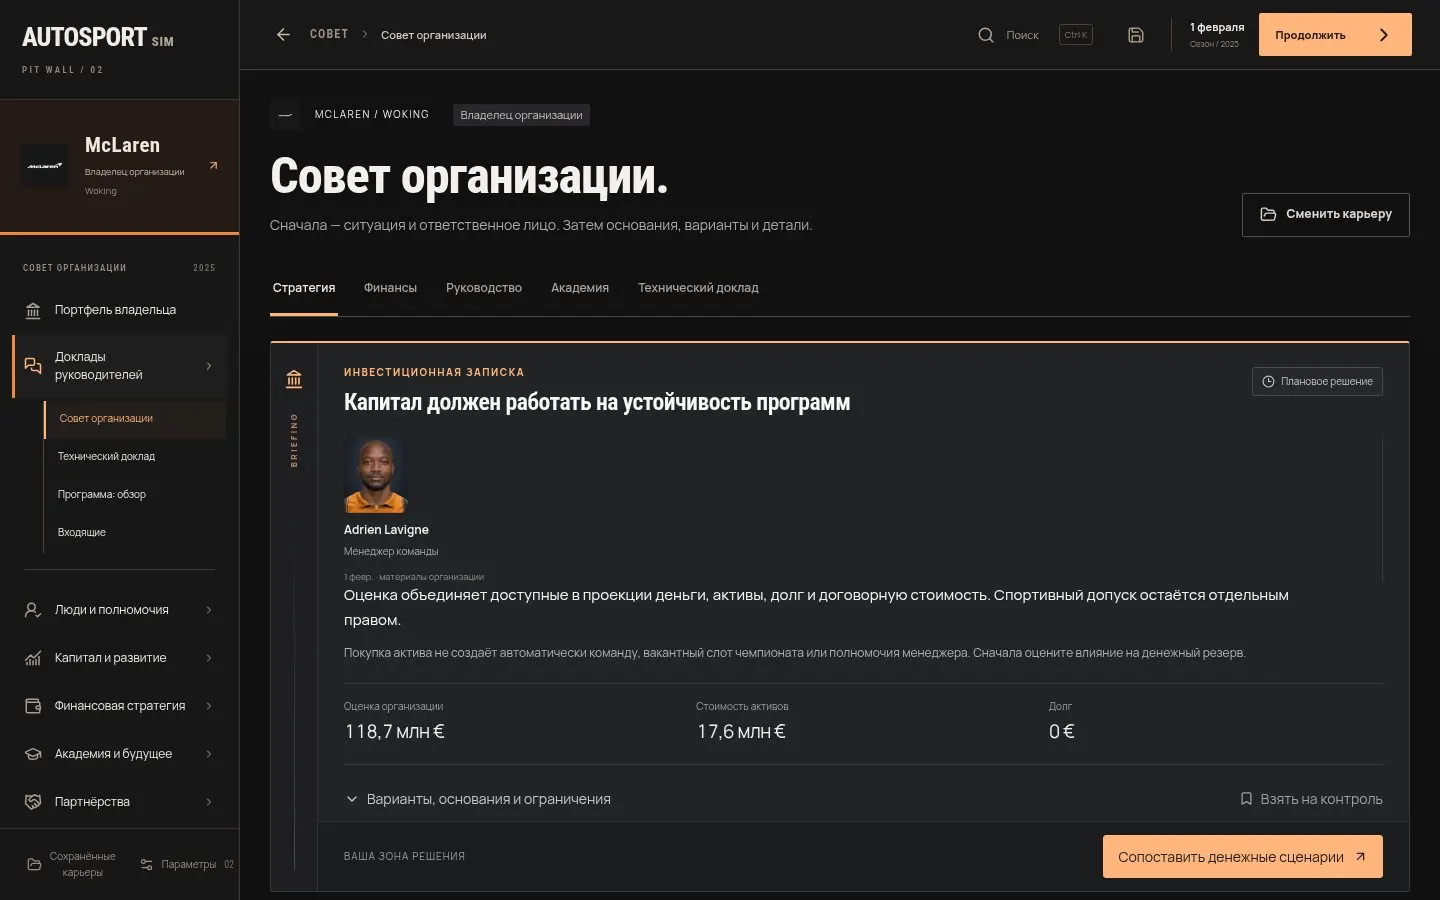 AUTOSPORT SIM
PIT WALL / 02
McLaren
McLaren
Владелец организации
Woking
СОВЕТ ОРГАНИЗАЦИИ 2025
Портфель владельца
Доклады
руководителей
Совет организации
Технический доклад
Программа: обзор
Входящие
Люди и полномочия
Капитал и развитие
Финансовая стратегия
Академия и будущее
Партнёрства
Сохранённые
карьеры
Параметры 02
СОВЕТ
Совет организации
Поиск
Ctrl K
1 февраля
Сезон / 2025
Продолжить
MCLAREN / WOKING
Владелец организации
Совет организации.
Сначала — ситуация и ответственное лицо. Затем основания, варианты и детали.
Сменить карьеру
Стратегия
Финансы
Руководство
Академия
Технический доклад
BRIEFING
ИНВЕСТИЦИОННАЯ ЗАПИСКА
Капитал должен работать на устойчивость программ
Плановое решение
Adrien Lavigne
Менеджер команды
1 февр. · материалы организации
Оценка объединяет доступные в проекции деньги, активы, долг и договорную стоимость. Спортивный допуск остаётся отдельным
правом.
Покупка актива не создаёт автоматически команду, вакантный слот чемпионата или полномочия менеджера. Сначала оцените влияние на денежный резерв.
Оценка организации
118,7 млн €
Стоимость активов
17,6 млн €
Долг
0 €
Варианты, основания и ограничения
Взять на контроль
ВАША ЗОНА РЕШЕНИЯ
Сопоставить денежные сценарии